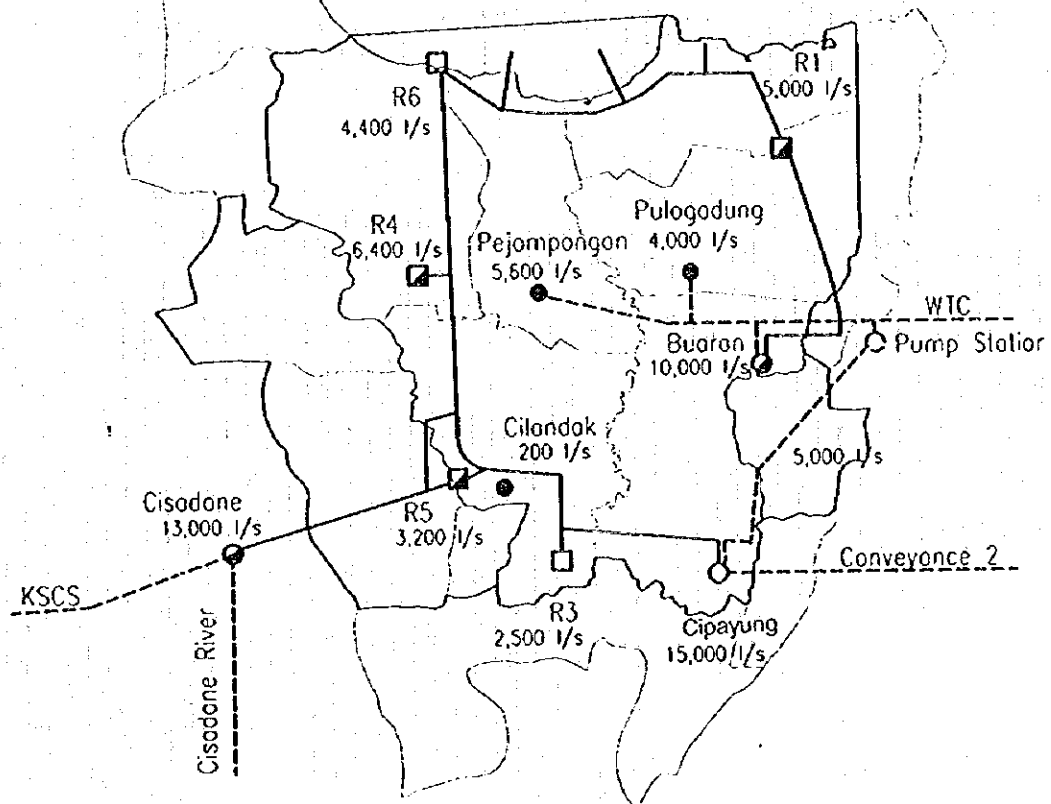 R6
4,400 l/s
R1
5,000 l/s
R4
6,400 l/s
Pejompongan
5,600 l/s
Pulogadung
4,000 l/s
WTC
Buaran
10,000 l/s
Pump Station
Cilandak
200 l/s
5,000 l/s
Cisadane
13,000 l/s
R5
3,200 l/s
KSCS
Conveyance 2
R3
2,500 l/s
Cipayung
15,000 l/s
Cisadane River